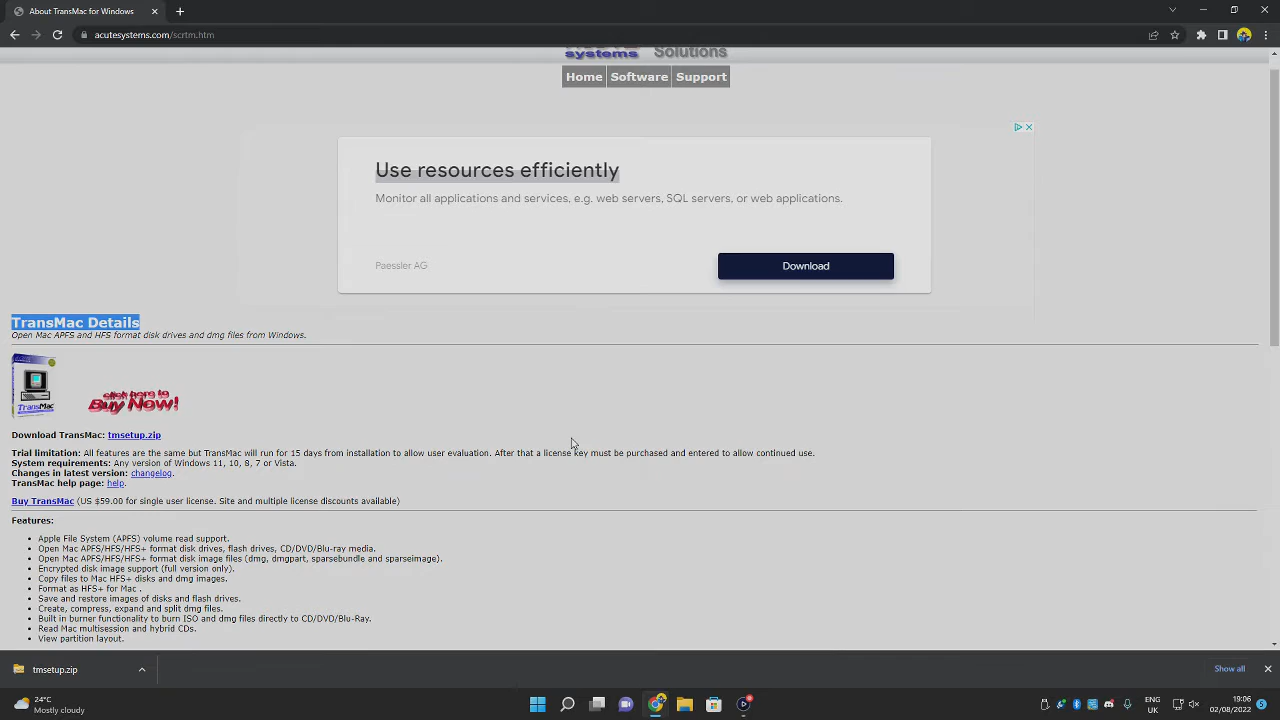 About TransMac for Windows
acutesystems.com/scrtm.htm
systems Solutions
Home Software Support
Use resources efficiently
Monitor all applications and services, e.g. web servers, SQL servers, or web applications.
Paessler AG
Download
TransMac Details
Open Mac APFS and HFS format disk drives and dmg files from Windows.
TransMac
click here to
Buy Now!
Download TransMac: tmsetup.zip
Trial limitation: All features are the same but TransMac will run for 15 days from installation to allow user evaluation. After that a license key must be purchased and entered to allow continued use.
System requirements: Any version of Windows 11, 10, 8, 7 or Vista.
Changes in latest version: changelog.
TransMac help page: help.
Buy TransMac (US $59.00 for single user license. Site and multiple license discounts available)
Features:
Apple File System (APFS) volume read support.
Open Mac APFS/HFS/HFS+ format disk drives, flash drives, CD/DVD/Blu-ray media.
Open Mac APFS/HFS/HFS+ format disk image files (dmg, dmgpart, sparsebundle and sparseimage).
Encrypted disk image support (full version only).
Copy files to Mac HFS+ disks and dmg images.
Format as HFS+ for Mac .
Save and restore images of disks and flash drives.
Create, compress, expand and split dmg files.
Built in burner functionality to burn ISO and dmg files directly to CD/DVD/Blu-Ray.
Read Mac multisession and hybrid CDs.
View partition layout.
tmsetup.zip
Show all
24°C
Mostly cloudy
ENG
UK
19:06
02/08/2022
5